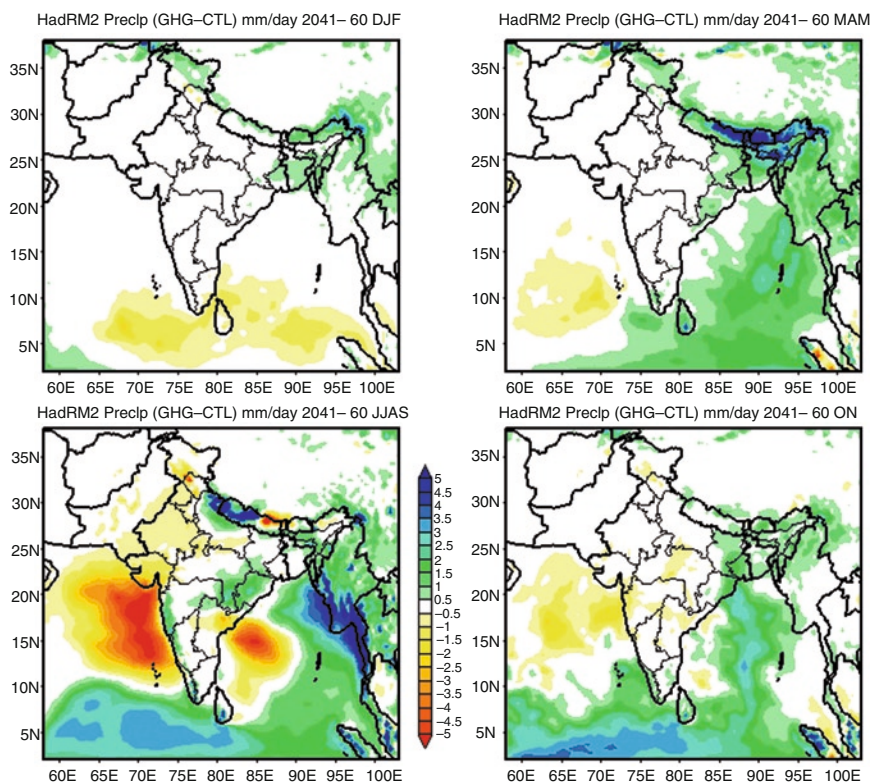 HadRM2 PrecIp (GHG–CTL) mm/day 2041– 60 DJF
HadRM2 PrecIp (GHG–CTL) mm/day 2041– 60 MAM
35N
30N
25N
20N
15N
10N
5N
60E 65E 70E 75E 80E 85E 90E 95E 100E
35N
30N
25N
20N
15N
10N
5N
60E 65E 70E 75E 80E 85E 90E 95E 100E
HadRM2 PrecIp (GHG–CTL) mm/day 2041– 60 JJAS
HadRM2 PrecIp (GHG–CTL) mm/day 2041– 60 ON
35N
30N
25N
20N
15N
10N
5N
60E 65E 70E 75E 80E 85E 90E 95E 100E
5
4.5
4
3.5
3
2.5
2
1.5
1
0.5
–0.5
–1
–1.5
–2
–2.5
–3
–3.5
–4
–4.5
–5
35N
30N
25N
20N
15N
10N
5N
60E 65E 70E 75E 80E 85E 90E 95E 100E